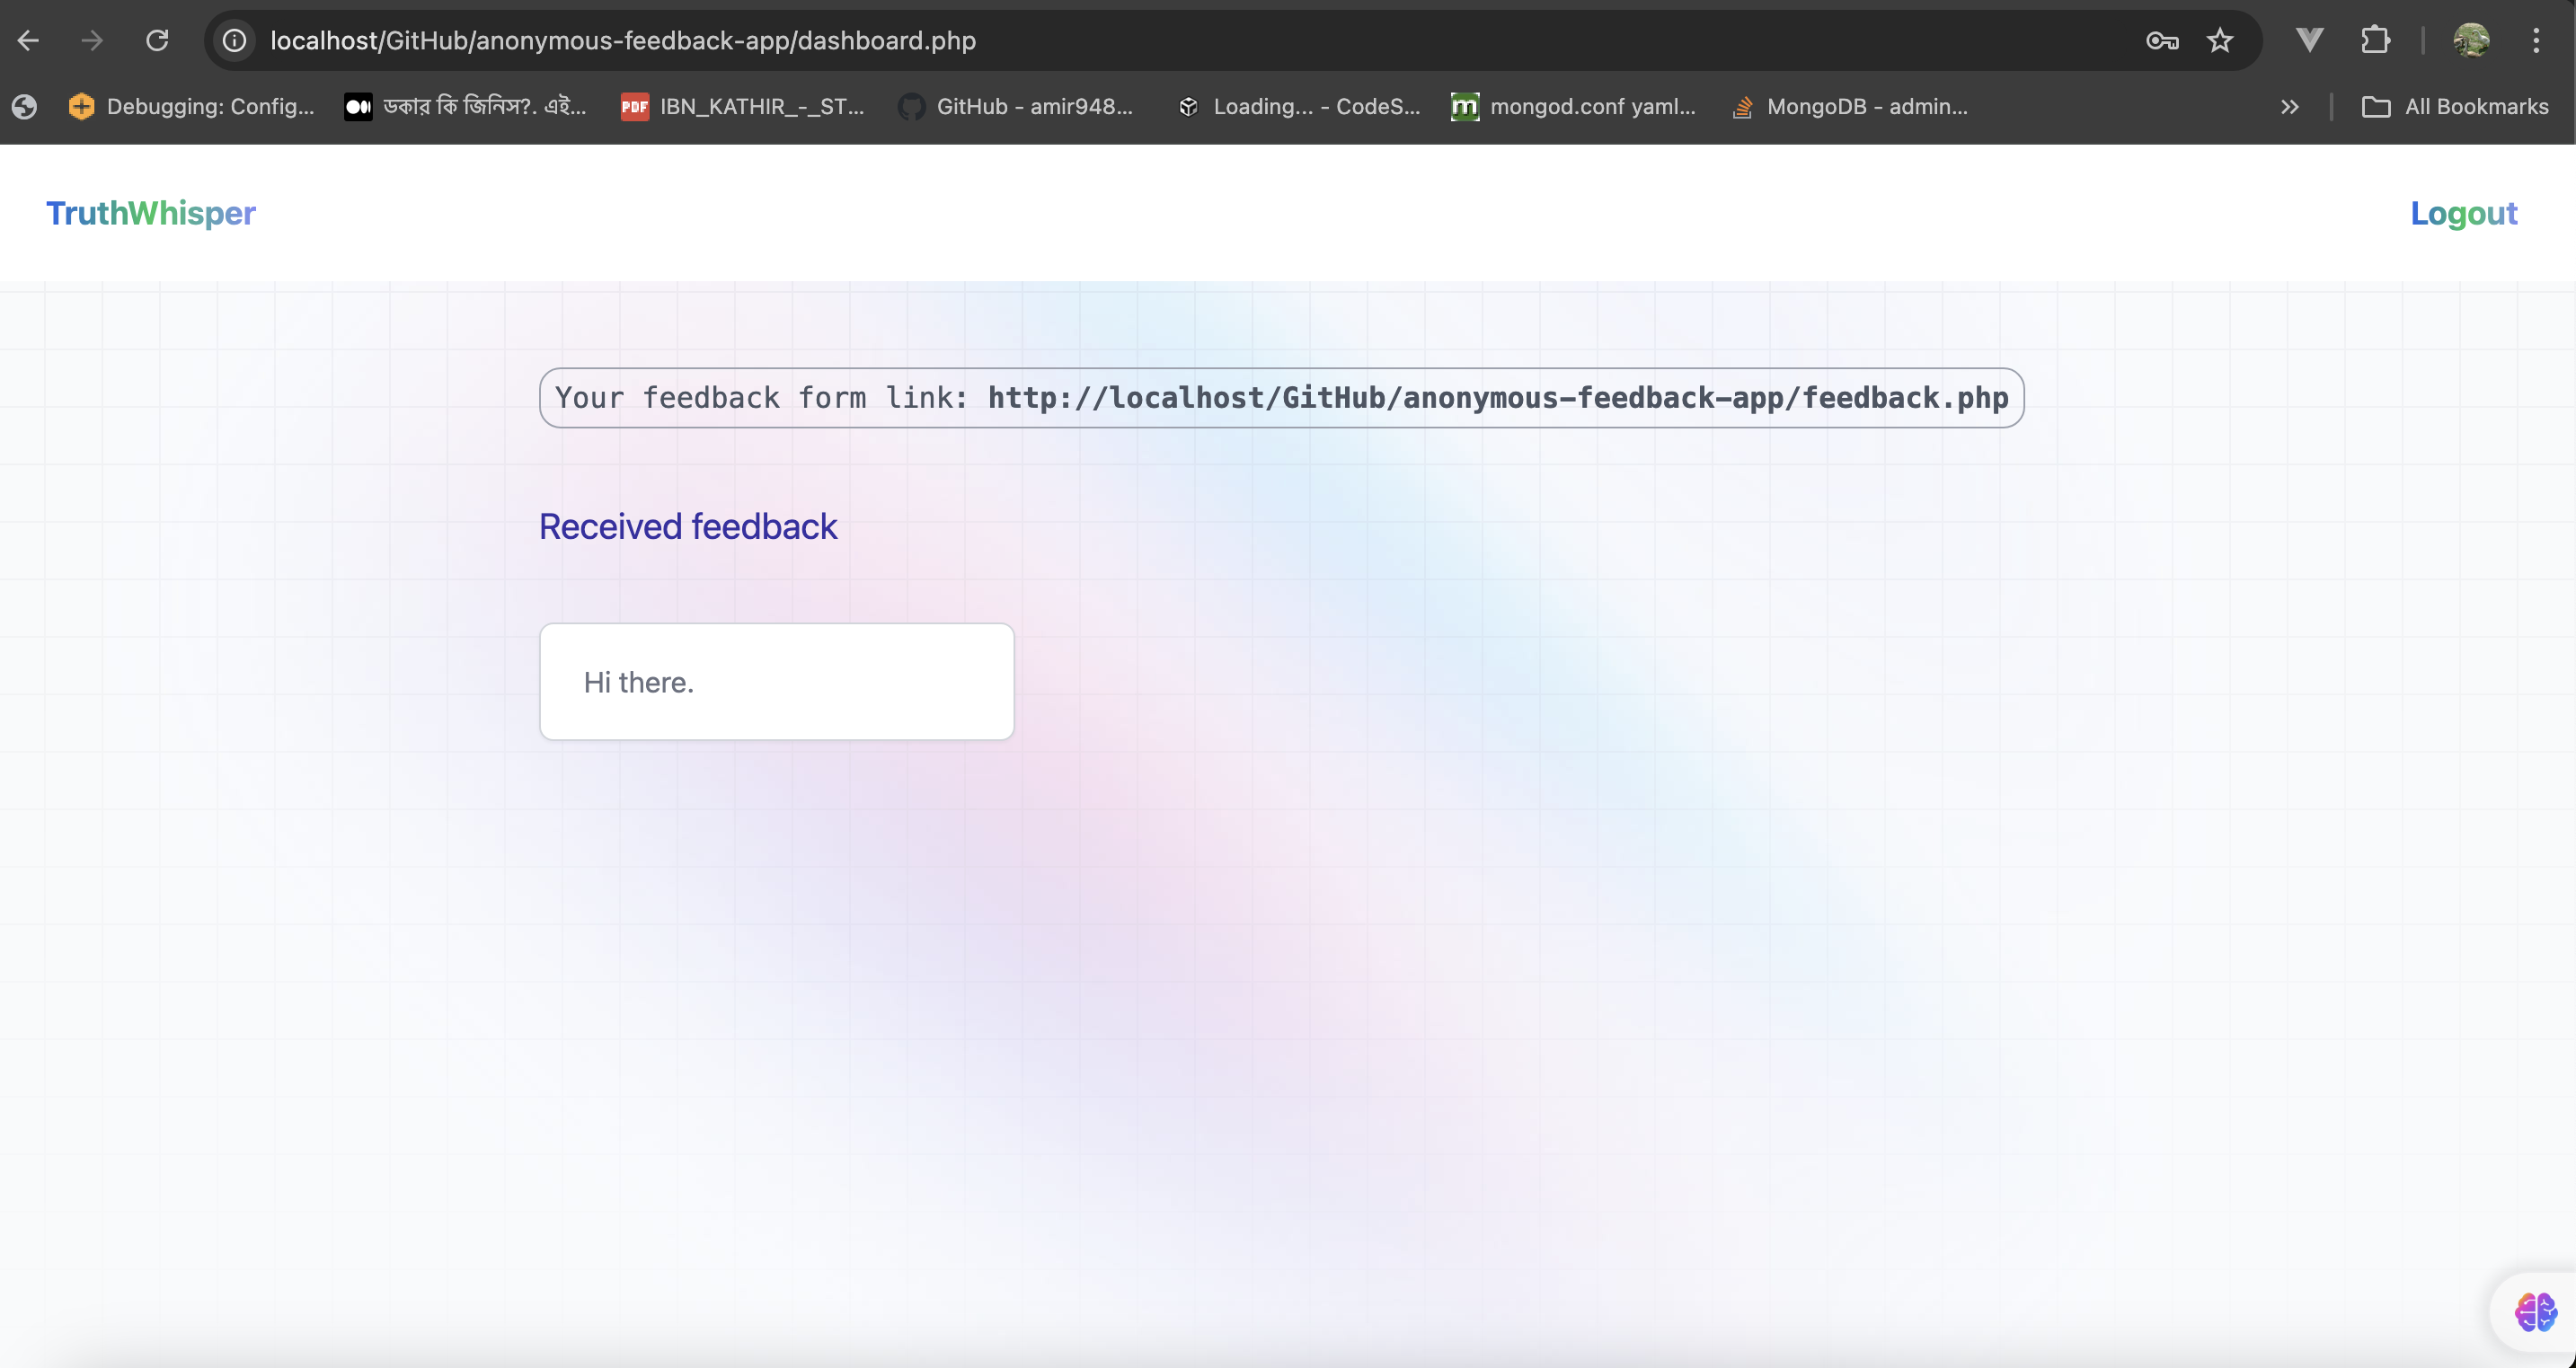 localhost/GitHub/anonymous-feedback-app/dashboard.php
Debugging: Config...
ডকার কি জিনিস?. এই...
PDF
IBN_KATHIR_-_ST...
GitHub - amir948...
Loading... - CodeS...
m
mongod.conf yaml...
MongoDB - admin...
All Bookmarks
TruthWhisper
Logout
Your feedback form link: http://localhost/GitHub/anonymous-feedback-app/feedback.php
Received feedback
Hi there.